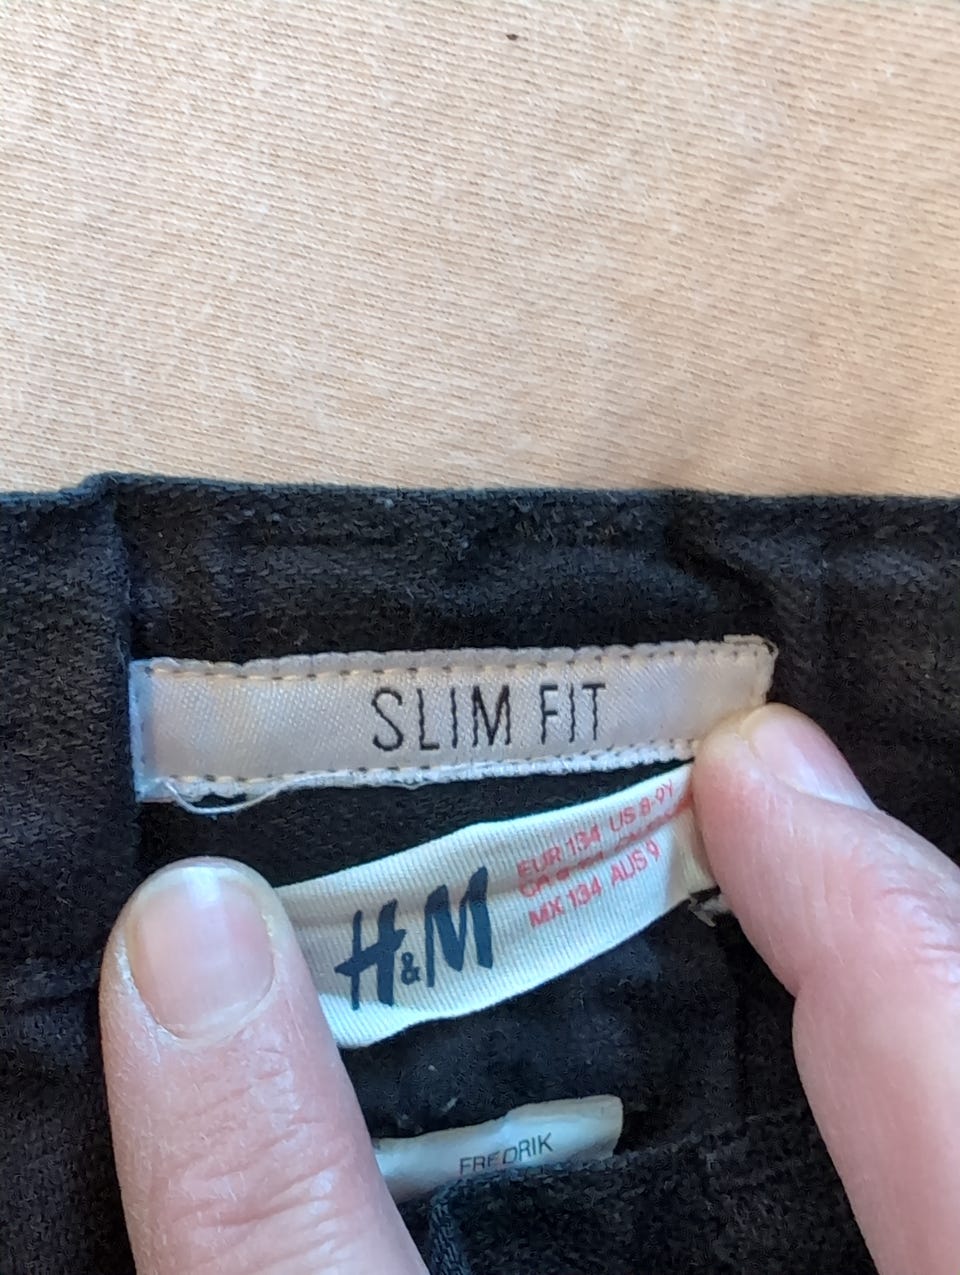 SLIM FIT
H&M
EUR 134 US 8-9Y
MX 134 AUS 9
FREDRIK